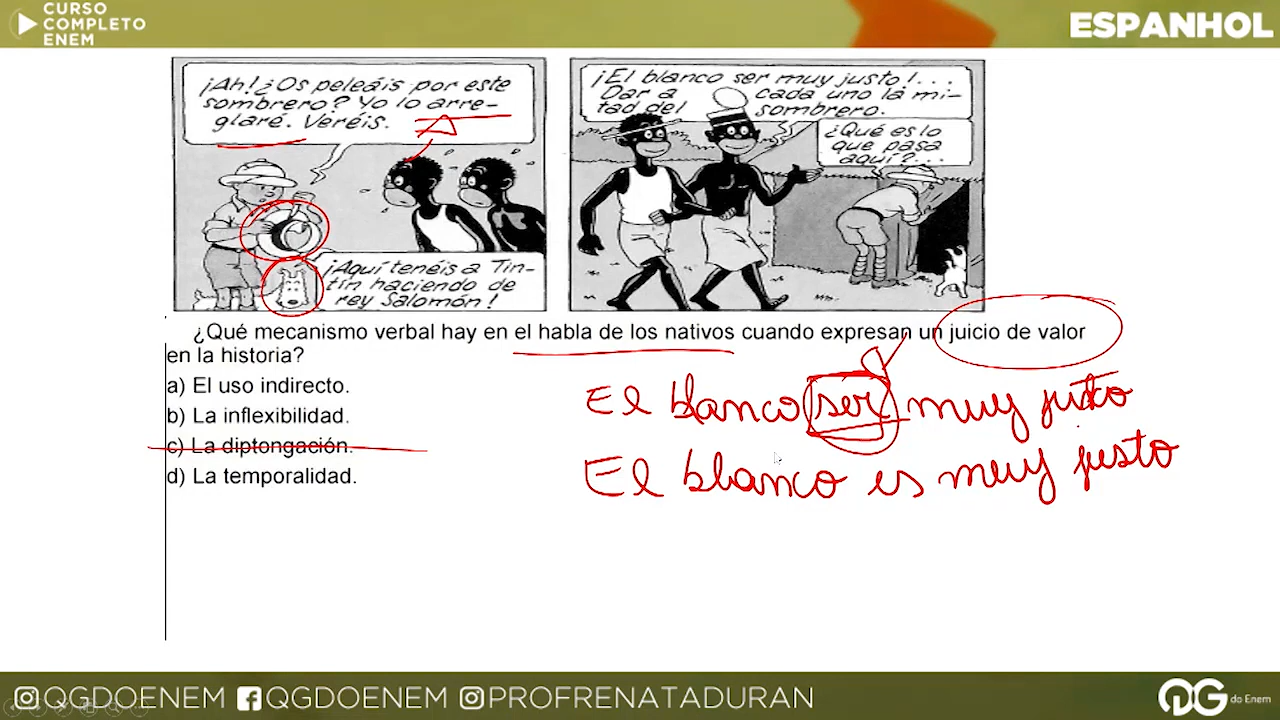 CURSO
COMPLETO
ENEM
ESPANHOL
¡Ah! ¿Os peleáis por este
sombrero? Yo lo arre-
glaré. Veréis.
¡Aquí tenéis a Tin-
tín haciendo de
rey Salomón!
¡El blanco ser muy justo!...
Dar a cada uno la mi-
tad del sombrero.
¿Qué es lo
que pasa
aquí?...
¿Qué mecanismo verbal hay en el habla de los nativos cuando expresan un juicio de valor
en la historia?
a) El uso indirecto.
b) La inflexibilidad.
c) La diptongación.
d) La temporalidad.
El blanco ser muy justo
El blanco es muy justo
@QGDOENEM QGDOENEM @PROFRENATADURAN
QG do Enem